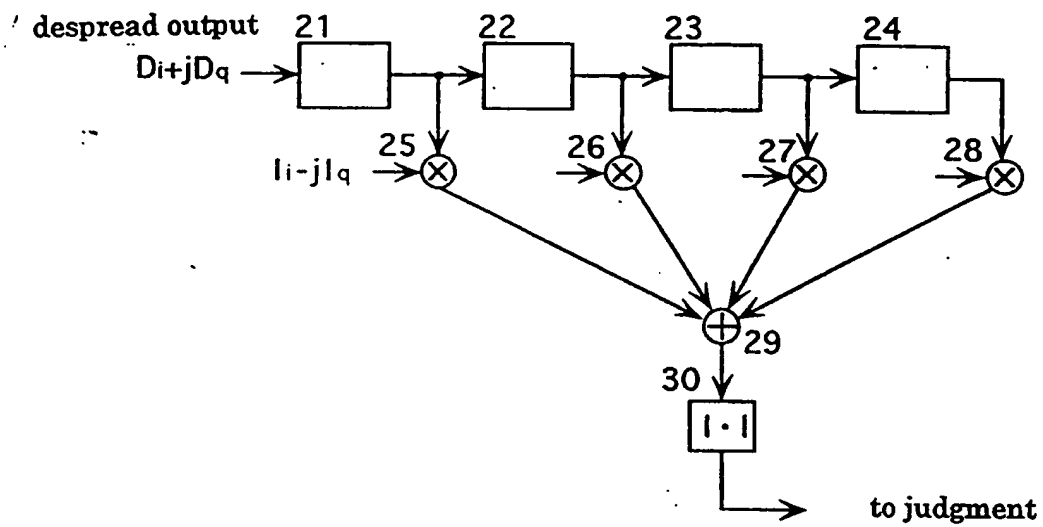 despread output
21
22
23
24
Di+jDq
25
26
27
28
Ii-jIq
29
30
|·|
to judgment